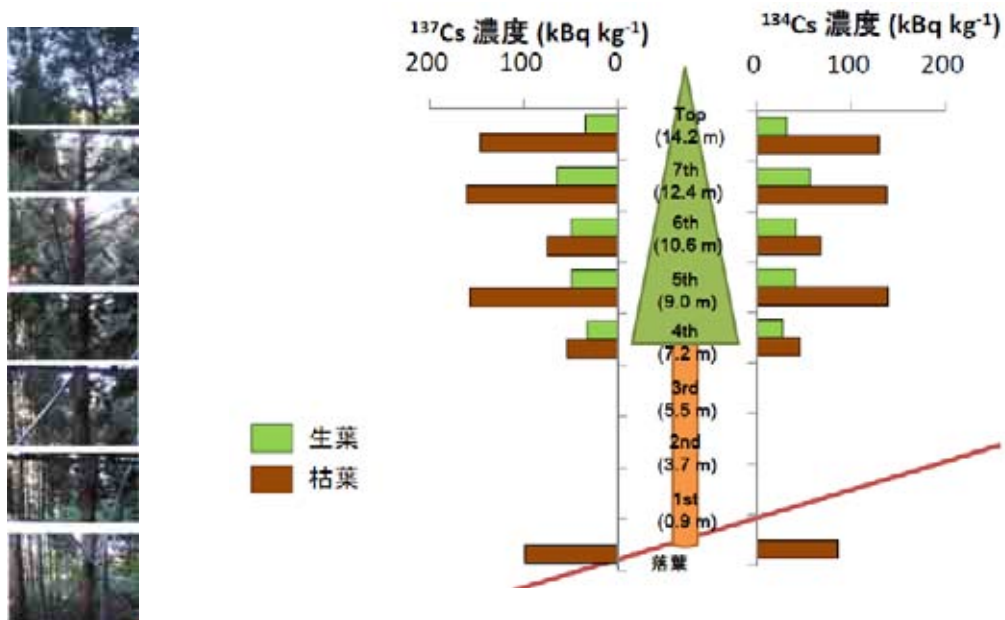 ¹³⁷Cs 濃度 (kBq kg⁻¹)
200 100 0
¹³⁴Cs 濃度 (kBq kg⁻¹)
0 100 200
Top
(14.2 m)
7th
(12.4 m)
6th
(10.6 m)
5th
(9.0 m)
4th
(7.2 m)
3rd
(5.5 m)
2nd
(3.7 m)
1st
(0.9 m)
落葉
生葉
枯葉